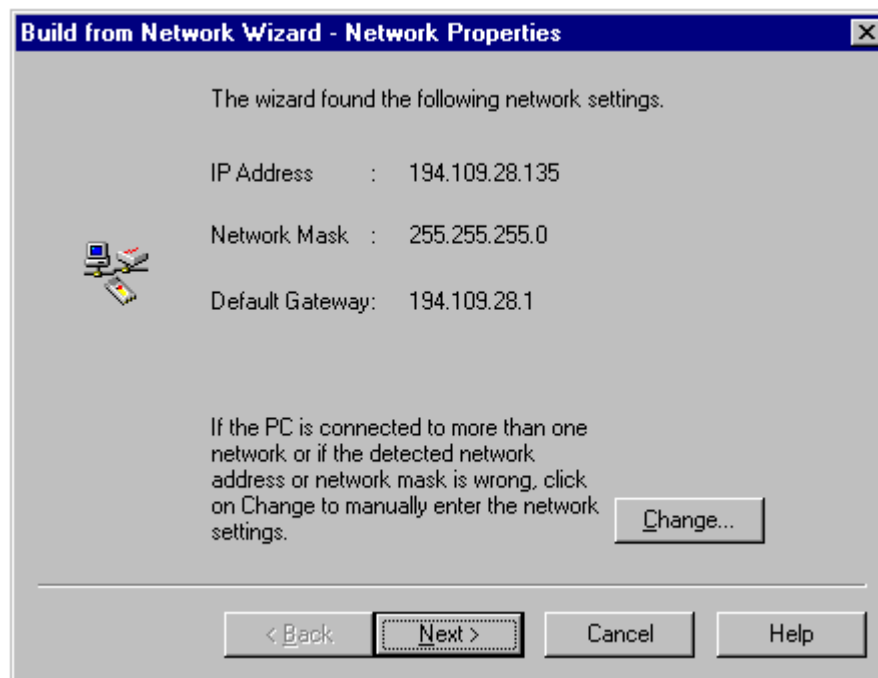 Build from Network Wizard - Network Properties
The wizard found the following network settings.
IP Address : 194.109.28.135
Network Mask : 255.255.255.0
Default Gateway: 194.109.28.1
If the PC is connected to more than one
network or if the detected network
address or network mask is wrong, click
on Change to manually enter the network
settings.
Change...
< Back Next > Cancel Help